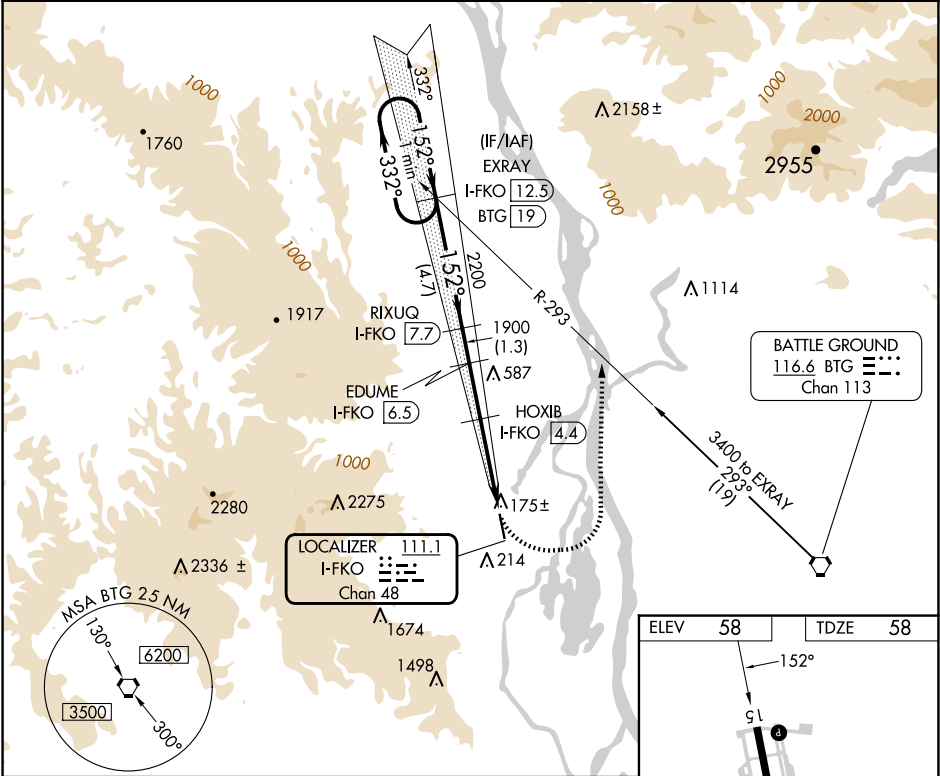 1000
1760
332°
152°
1 min
332°
(IF/IAF)
EXRAY
I-FKO 12.5
BTG 19
2158 ±
1000
2000
2955
1000
1000
1917
152°
(4.7)
2200
R-293
1114
RIXUQ
I-FKO 7.7
1900
(1.3)
587
EDUME
I-FKO 6.5
HOXIB
I-FKO 4.4
BATTLE GROUND
116.6 BTG
Chan 113
3400 to EXRAY
293°
(19)
1000
2280
2275
175±
2336 ±
LOCALIZER 111.1
I-FKO
Chan 48
214
1674
1498
MSA BTG 25 NM
130°
6200
3500
300°
ELEV 58
TDZE 58
152°
15
P